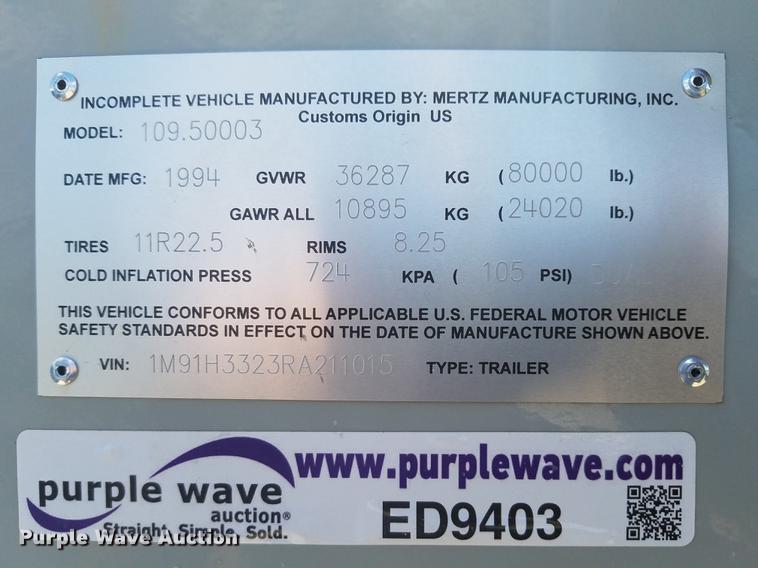 INCOMPLETE VEHICLE MANUFACTURED BY: MERTZ MANUFACTURING, INC.
Customs Origin US
MODEL: 109.50003
DATE MFG: 1994 GVWR 36287 KG (80000 lb.)
GAWR ALL 10895 KG (24020 lb.)
TIRES 11R22.5 RIMS 8.25
COLD INFLATION PRESS 724 KPA ( 105 PSI)
THIS VEHICLE CONFORMS TO ALL APPLICABLE U.S. FEDERAL MOTOR VEHICLE
SAFETY STANDARDS IN EFFECT ON THE DATE OF MANUFACTURE SHOWN ABOVE.
VIN: 1M91H3323RA211015 TYPE: TRAILER
purple wave
auction®
Straight. Simple. Sold.
www.purplewave.com
ED9403
Purple Wave Auction